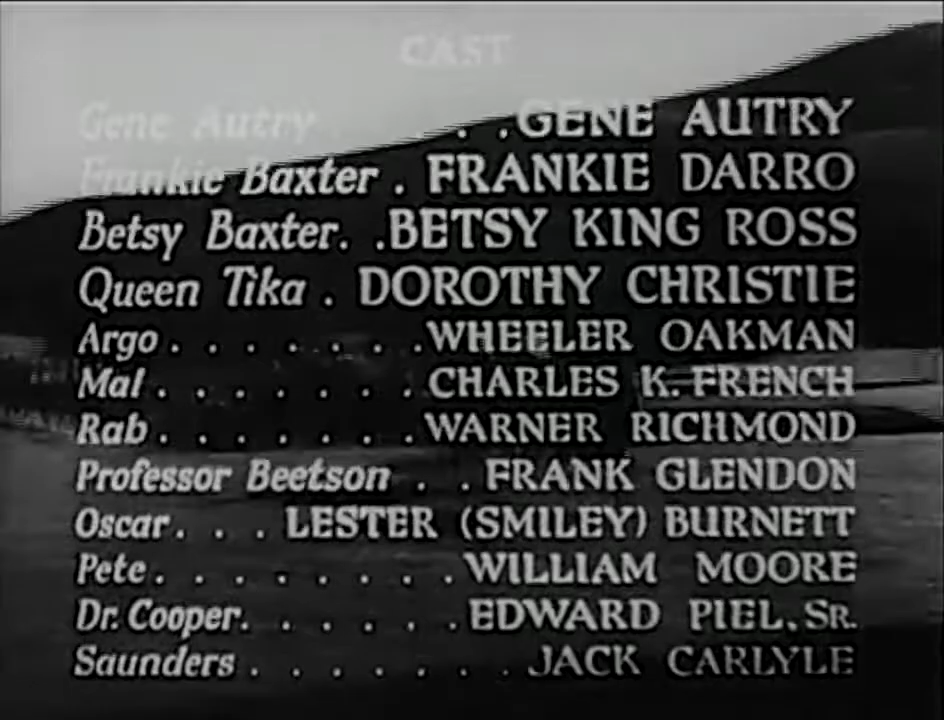 CAST
Gene Autry . . . .GENE AUTRY
Frankie Baxter . FRANKIE DARRO
Betsy Baxter. .BETSY KING ROSS
Queen Tika . DOROTHY CHRISTIE
Argo . . . . . . .WHEELER OAKMAN
Mal . . . . . . . CHARLES K. FRENCH
Rab . . . . . . . WARNER RICHMOND
Professor Beetson . . FRANK GLENDON
Oscar. . . LESTER (SMILEY) BURNETT
Pete. . . . . . . . .WILLIAM MOORE
Dr. Cooper. . . . . .EDWARD PIEL, SR.
Saunders . . . . . . . JACK CARLYLE